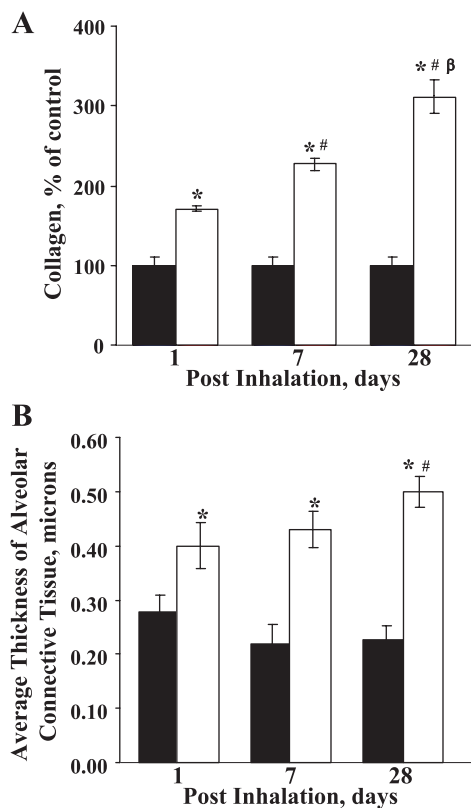 A
Collagen, % of control
400
300
200
100
0
*
* #
* # β
1 7 28
Post Inhalation, days
B
Average Thickness of Alveolar
Connective Tissue, microns
0.60
0.50
0.40
0.30
0.20
0.10
0.00
*
*
* #
1 7 28
Post Inhalation, days